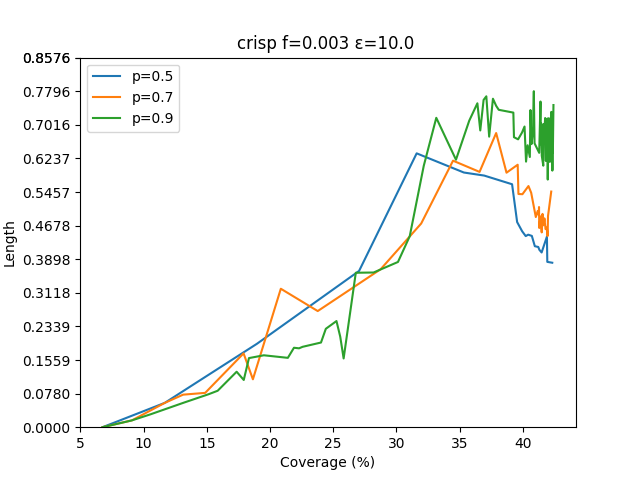 crisp f=0.003 ε=10.0
0.8576
0.7796
0.7016
0.6237
0.5457
0.4678
0.3898
0.3118
0.2339
0.1559
0.0780
0.0000
Length
p=0.5
p=0.7
p=0.9
5 10 15 20 25 30 35 40
Coverage (%)